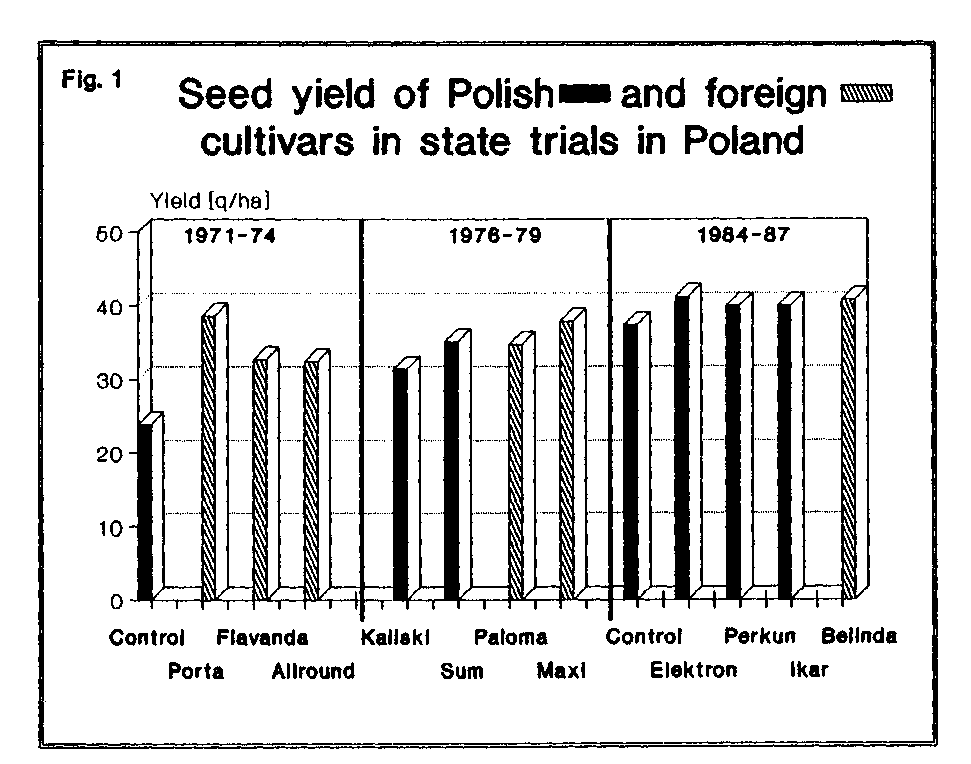 Fig. 1
Seed yield of Polish and foreign
cultivars in state trials in Poland
Yield [q/ha]
50
1971-74
1976-79
1984-87
40
30
20
10
0
Control
Flavanda
Kaliski
Paloma
Control
Perkun
Belinda
Porta
Allround
Sum
Maxi
Elektron
Ikar